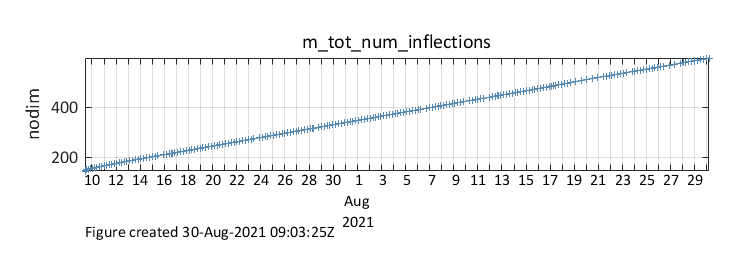 m_tot_num_inflections
nodim
400
200
10 12 14 16 18 20 22 24 26 28 30 1 3 5 7 9 11 13 15 17 19 21 23 25 27 29
Aug
2021
Figure created 30-Aug-2021 09:03:25Z